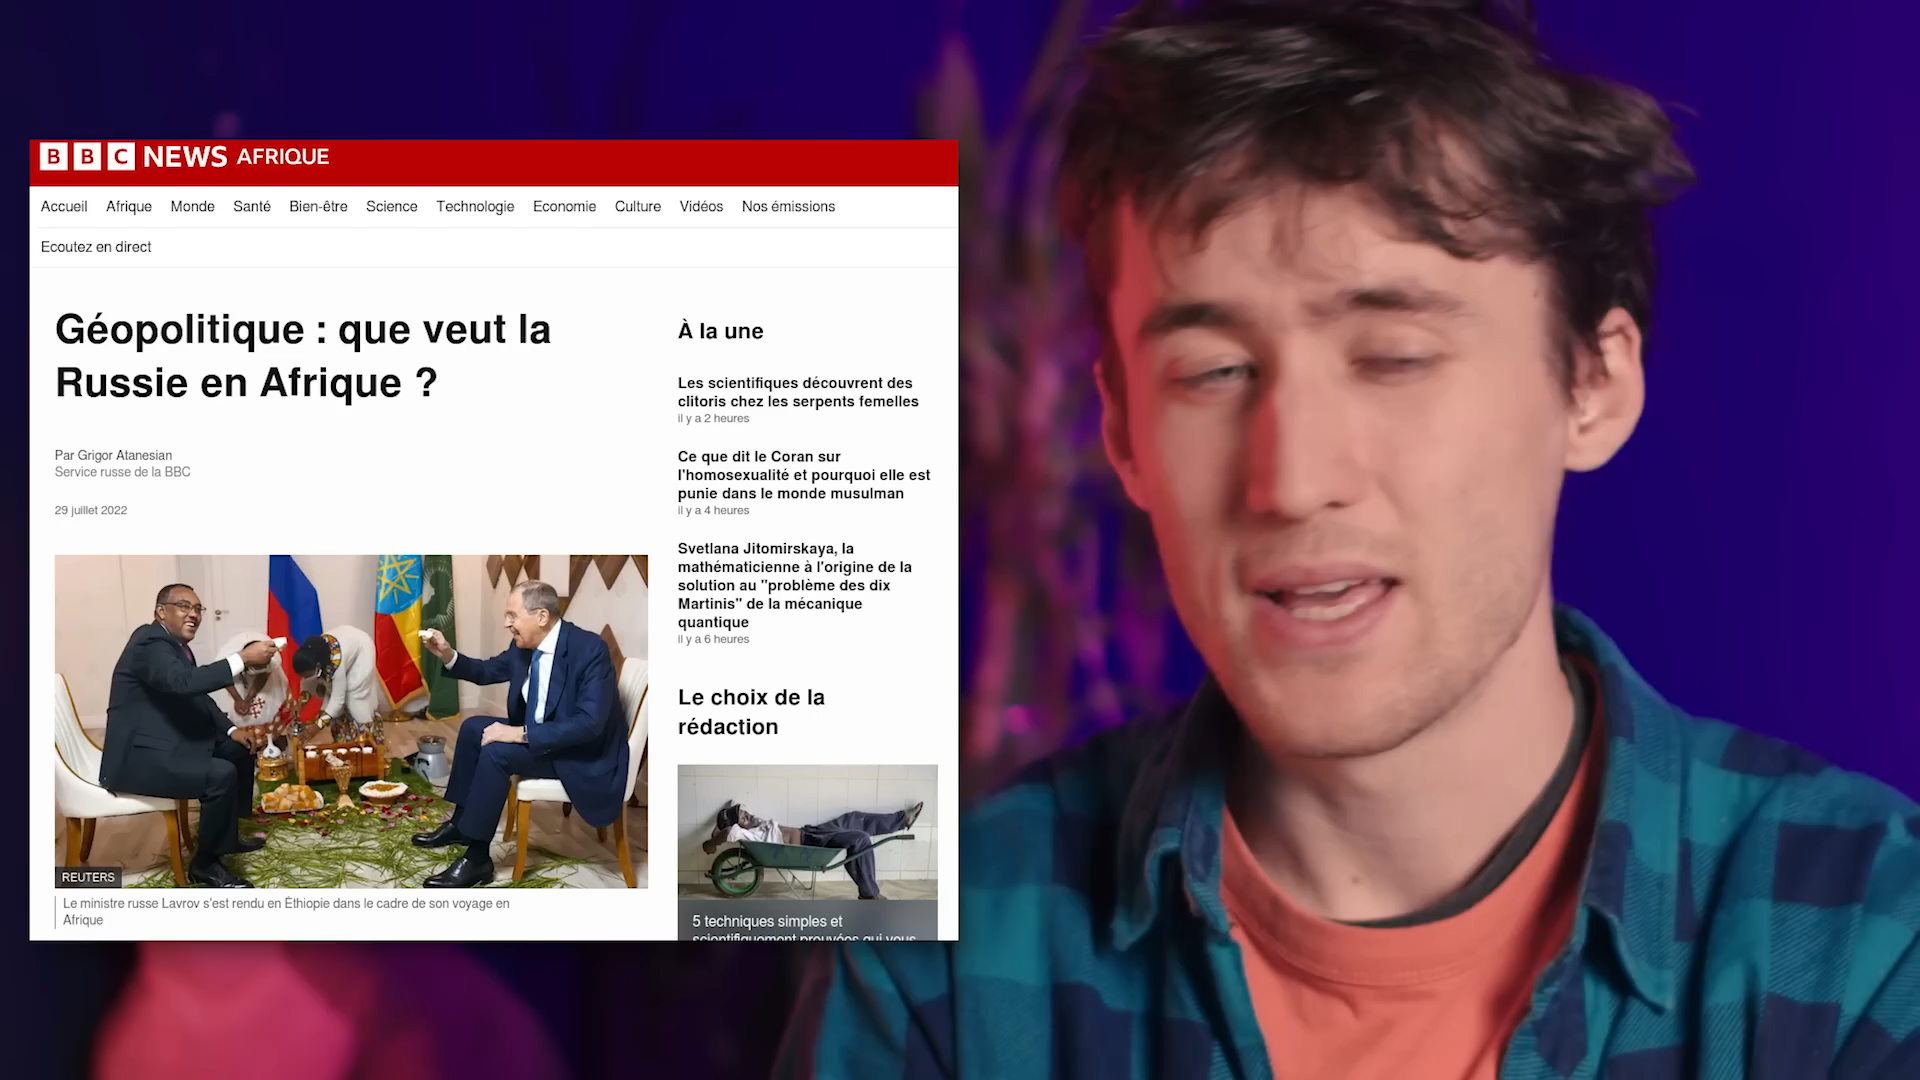 BBC NEWS AFRIQUE
Accueil Afrique Monde Santé Bien-être Science Technologie Economie Culture Vidéos Nos émissions
Ecoutez en direct
Géopolitique : que veut la
Russie en Afrique ?
Par Grigor Atanesian
Service russe de la BBC
29 juillet 2022
REUTERS
Le ministre russe Lavrov s'est rendu en Éthiopie dans le cadre de son voyage en
Afrique
À la une
Les scientifiques découvrent des
clitoris chez les serpents femelles
il y a 2 heures
Ce que dit le Coran sur
l'homosexualité et pourquoi elle est
punie dans le monde musulman
il y a 4 heures
Svetlana Jitomirskaya, la
mathématicienne à l'origine de la
solution au "problème des dix
Martinis" de la mécanique
quantique
il y a 6 heures
Le choix de la
rédaction
5 techniques simples et
scientifiquement prouvées qui vous